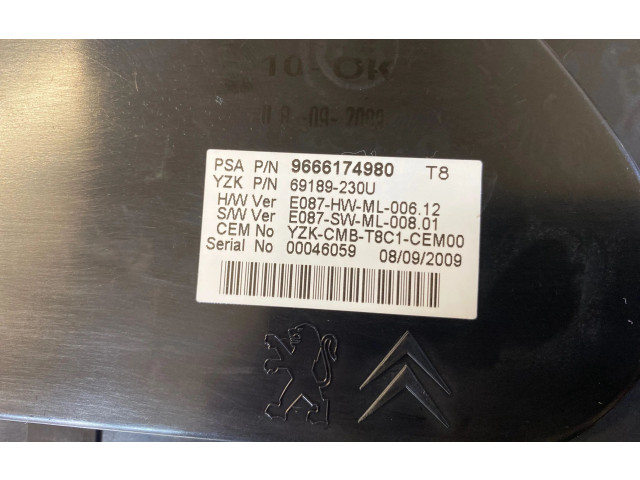 10-OK
PSA P/N 9666174980 T8
YZK P/N 69189-230U
H/W Ver E087-HW-ML-006.12
S/W Ver E087-SW-ML-008.01
CEM No YZK-CMB-T8C1-CEM00
Serial No 00046059 08/09/2009